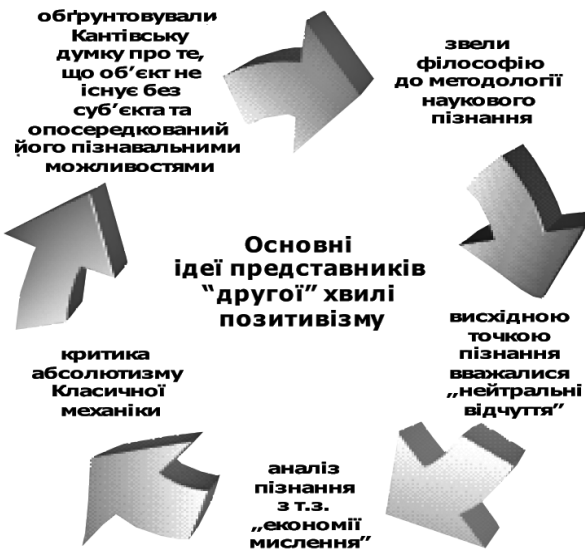 обґрунтовували
Кантівську
думку про те,
що об’єкт не
існує без
суб’єкта та
опосередкований
його пізнавальними
можливостями
звели
філософію
до методології
наукового
пізнання
Основні
ідеї представників
“другої” хвилі
позитивізму
висхідною
точкою
пізнання
вважалися
„нейтральні
відчуття”
аналіз
пізнання
з т.з.
„економії
мислення”
критика
абсолютизму
Класичної
механіки